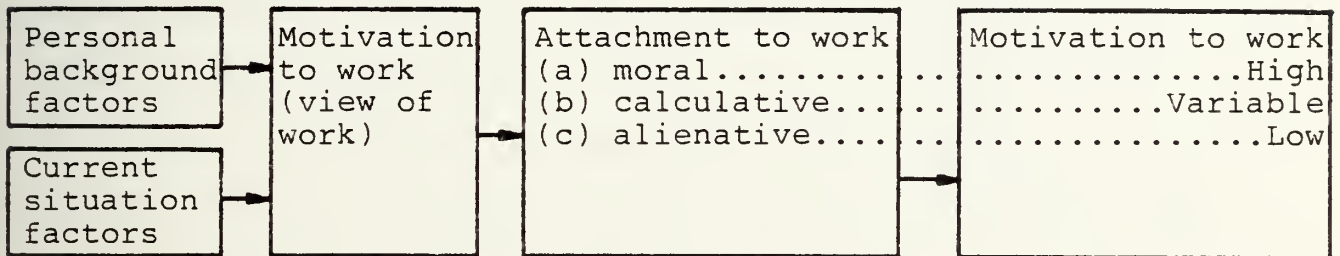 Personal
background
factors
Current
situation
factors
Motivation
to work
(view of
work)
Attachment to work
(a) moral..........
(b) calculative....
(c) alienative.....
Motivation to work
...............High
...........Variable
................Low